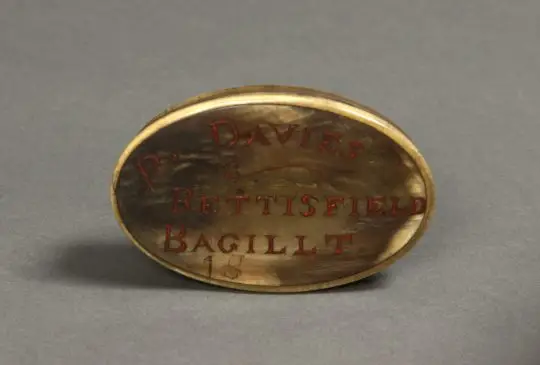 P. DAVIES
BETTISFIELD
BAGILLT
18